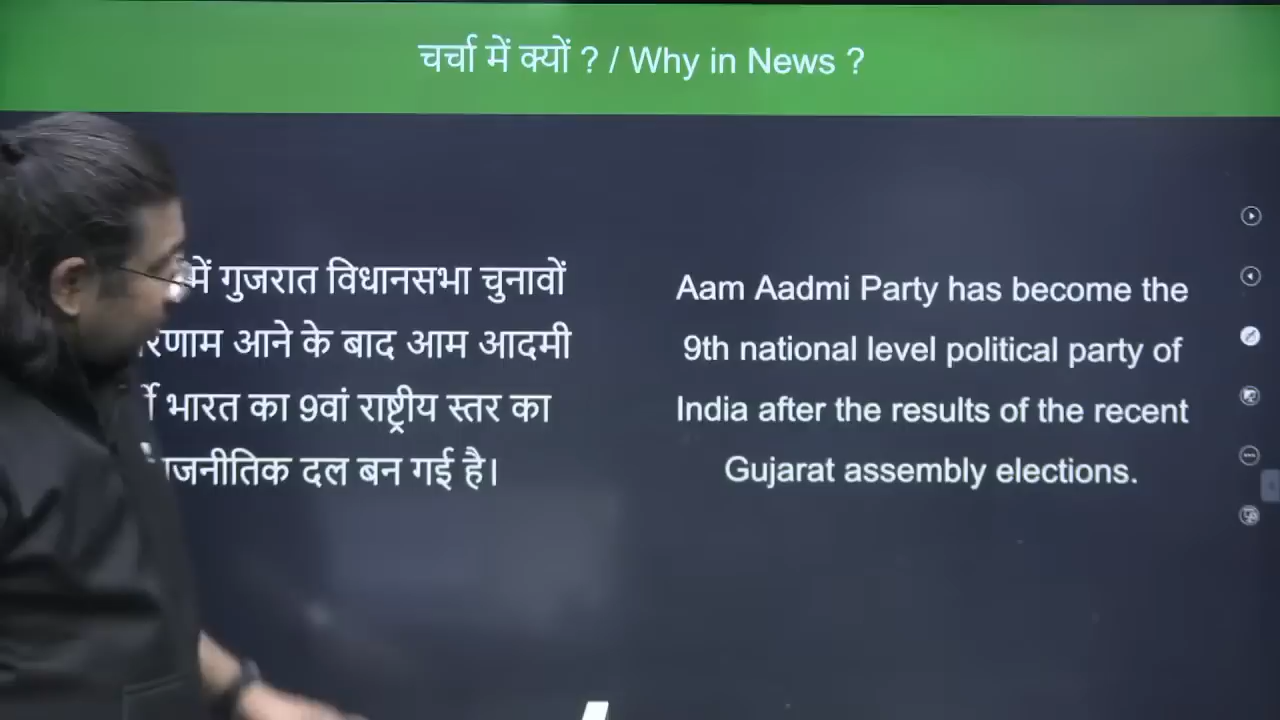 चर्चा में क्यों ? / Why in News ?
में गुजरात विधानसभा चुनावों
आने के बाद आम आदमी
भारत का 9वां राष्ट्रीय स्तर का
दल बन गई है।
Aam Aadmi Party has become the
9th national level political party of
India after the results of the recent
Gujarat assembly elections.